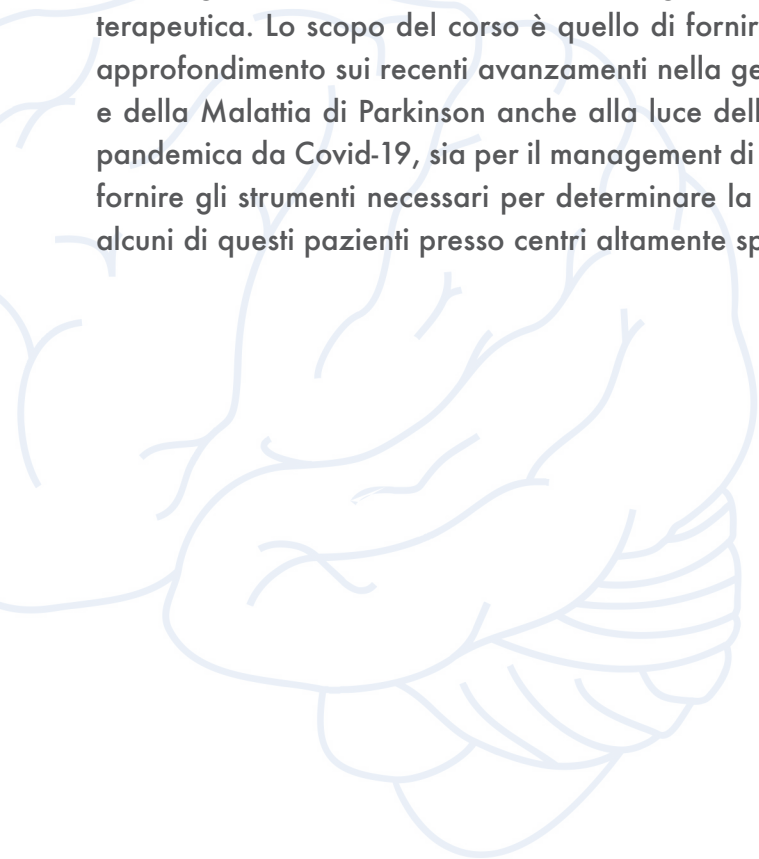 terapeutica. Lo scopo del corso è quello di fornir
approfondimento sui recenti avanzamenti nella ge
e della Malattia di Parkinson anche alla luce dell
pandemica da Covid-19, sia per il management di
fornire gli strumenti necessari per determinare la
alcuni di questi pazienti presso centri altamente sp